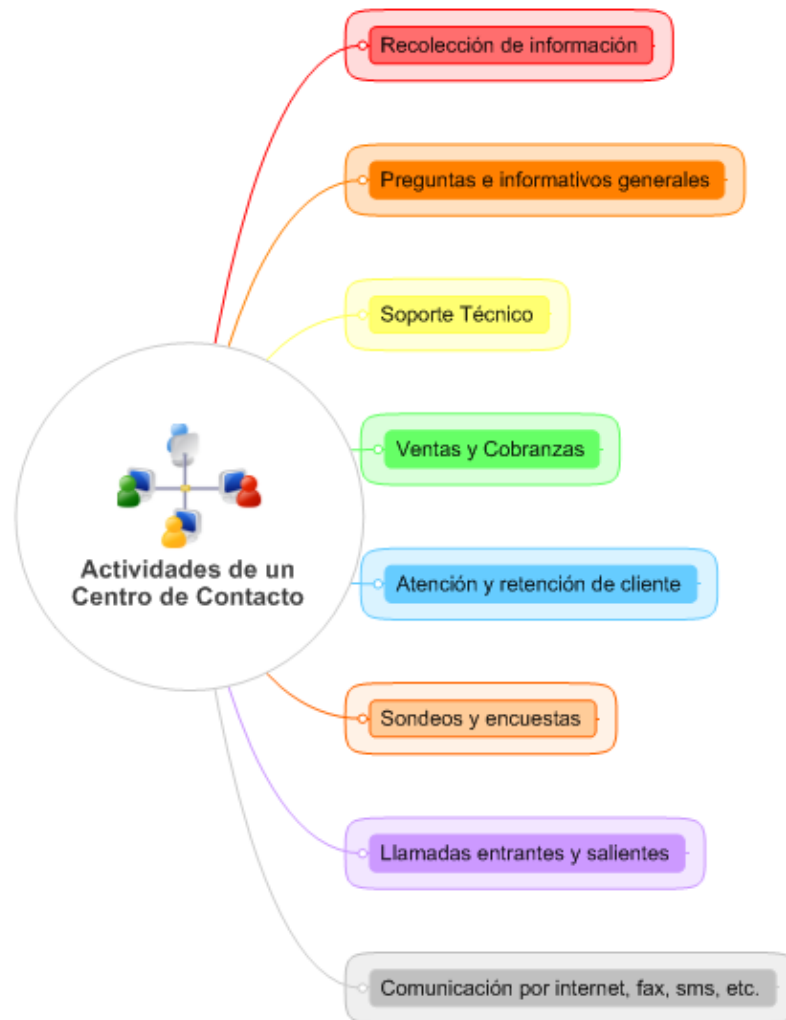 Recolección de información
Preguntas e informativos generales
Soporte Técnico
Ventas y Cobranzas
Actividades de un
Centro de Contacto
Atención y retención de cliente
Sondeos y encuestas
Llamadas entrantes y salientes
Comunicación por internet, fax, sms, etc.